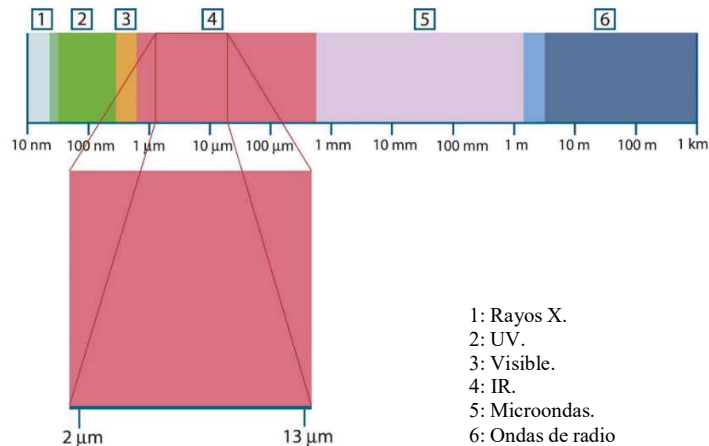 1 2 3 4 5 6
10 nm 100 nm 1 μm 10 μm 100 μm 1 mm 10 mm 100 mm 1 m 10 m 100 m 1 km
2 μm 13 μm
1: Rayos X.
2: UV.
3: Visible.
4: IR.
5: Microondas.
6: Ondas de radio